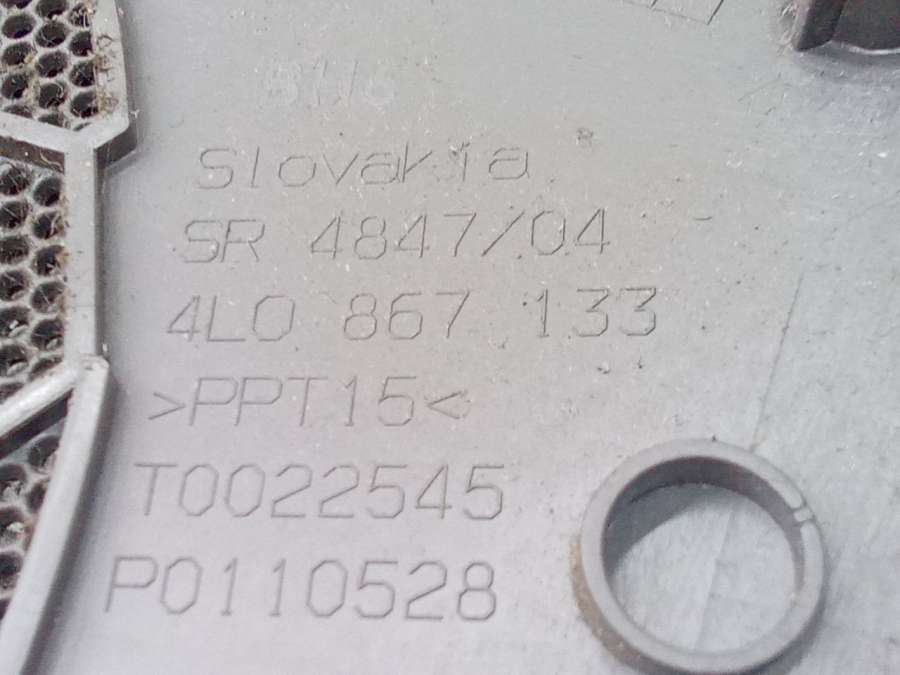 Slovakia
SR 4847/04
4L0 867 133
>PPT15<
T0022545
P0110528